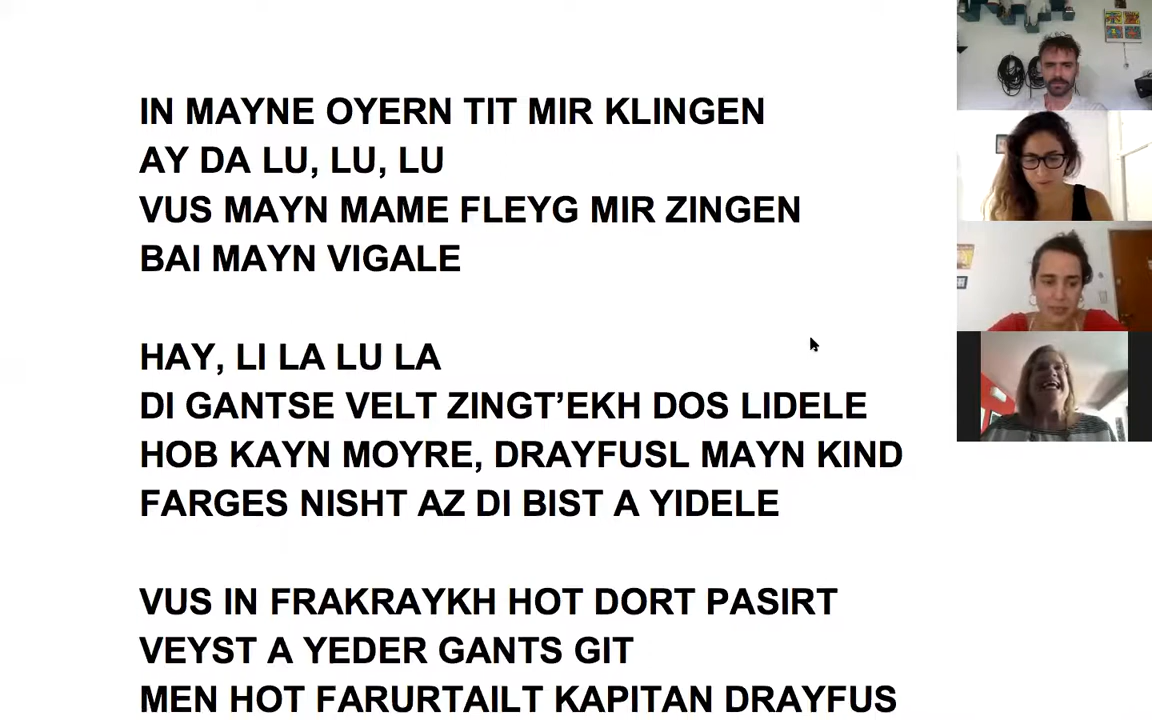 IN MAYNE OYERN TIT MIR KLINGEN
AY DA LU, LU, LU
VUS MAYN MAME FLEYG MIR ZINGEN
BAI MAYN VIGALE
HAY, LI LA LU LA
DI GANTSE VELT ZINGT’EKH DOS LIDELE
HOB KAYN MOYRE, DRAYFUSL MAYN KIND
FARGES NISHT AZ DI BIST A YIDELE
VUS IN FRAKRAYKH HOT DORT PASIRT
VEYST A YEDER GANTS GIT
MEN HOT FARURTAILT KAPITAN DRAYFUS